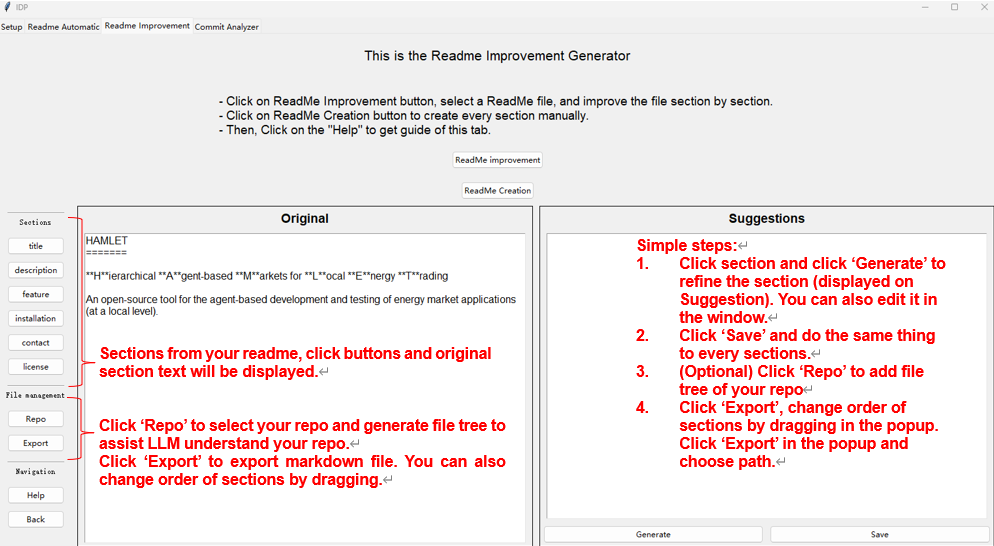 IDP
Setup Readme Automatic Readme Improvement Commit Analyzer
This is the Readme Improvement Generator
- Click on ReadMe Improvement button, select a ReadMe file, and improve the file section by section.
- Click on ReadMe Creation button to create every section manually.
- Then, Click on the "Help" to get guide of this tab.
ReadMe improvement
ReadMe Creation
Sections
title
description
feature
installation
contact
license
File management
Repo
Export
Navigation
Help
Back
Original
HAMLET
=======
**H**ierarchical **A**gent-based **M**arkets for **L**ocal **E**nergy **T**rading
An open-source tool for the agent-based development and testing of energy market applications
(at a local level).
Sections from your readme, click buttons and original
section text will be displayed.↵
Click ‘Repo’ to select your repo and generate file tree to
assist LLM understand your repo.↵
Click ‘Export’ to export markdown file. You can also
change order of sections by dragging.↵
Suggestions
Simple steps:↵
1. Click section and click ‘Generate’ to
refine the section (displayed on
Suggestion). You can also edit it in
the window.↵
2. Click ‘Save’ and do the same thing
to every sections.↵
3. (Optional) Click ‘Repo’ to add file
tree of your repo↵
4. Click ‘Export’, change order of
sections by dragging in the popup.
Click ‘Export’ in the popup and
choose path.↵
Generate
Save